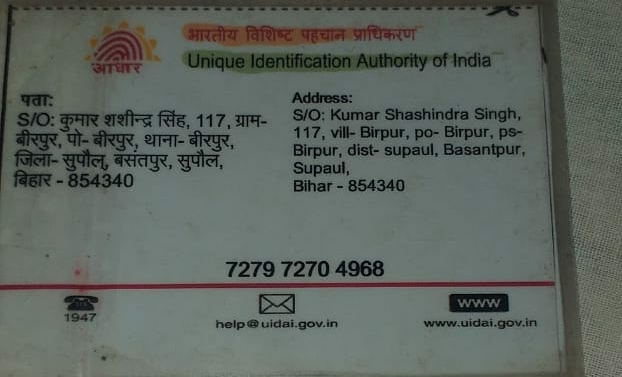 भारतीय विशिष्ट पहचान प्राधिकरण
Unique Identification Authority of India
आधार
पता:
S/O: कुमार शशीन्द्र सिंह, 117, ग्राम-
बीरपुर, पो- बीरपुर, थाना- बीरपुर,
जिला- सुपौल, बसंतपुर, सुपौल,
बिहार - 854340
Address:
S/O: Kumar Shashindra Singh,
117, vill- Birpur, po- Birpur, ps-
Birpur, dist- supaul, Basantpur,
Supaul,
Bihar - 854340
7279 7270 4968
1947
help@uidai.gov.in
www
www.uidai.gov.in